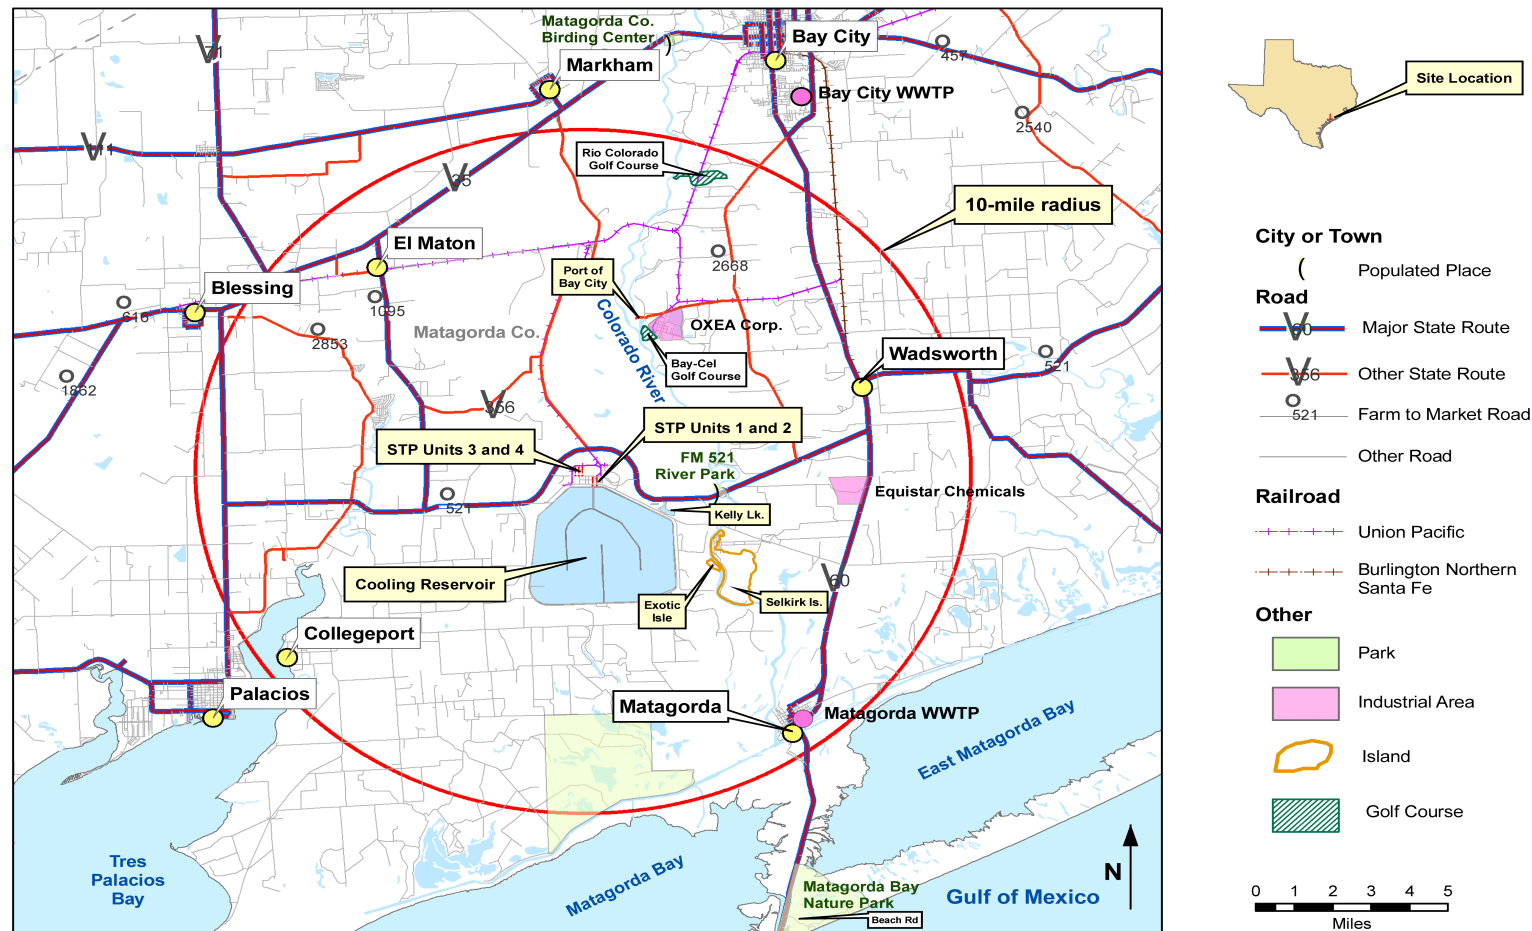 Matagorda Co.
Birding Center
Bay City
Markham
71
457
Bay City WWTP
2540
11
Rio Colorado
Golf Course
35
10-mile radius
El Maton
2668
Port of
Bay City
Blessing
616
1095
2853
Matagorda Co.
Colorado River
OXEA Corp.
Bay-Cel
Golf Course
Wadsworth
521
1862
356
STP Units 1 and 2
STP Units 3 and 4
FM 521
River Park
Equistar Chemicals
521
Kelly Lk.
Cooling Reservoir
60
Exotic
Isle
Selkirk Is.
Collegeport
Palacios
Matagorda
Matagorda WWTP
East Matagorda Bay
Tres
Palacios
Bay
Matagorda Bay
Matagorda Bay
Nature Park
Beach Rd
Gulf of Mexico
N
Site Location
City or Town
Populated Place
Road
60
Major State Route
356
Other State Route
521
Farm to Market Road
Other Road
Railroad
Union Pacific
Burlington Northern
Santa Fe
Other
Park
Industrial Area
Island
Golf Course
0 1 2 3 4 5
Miles